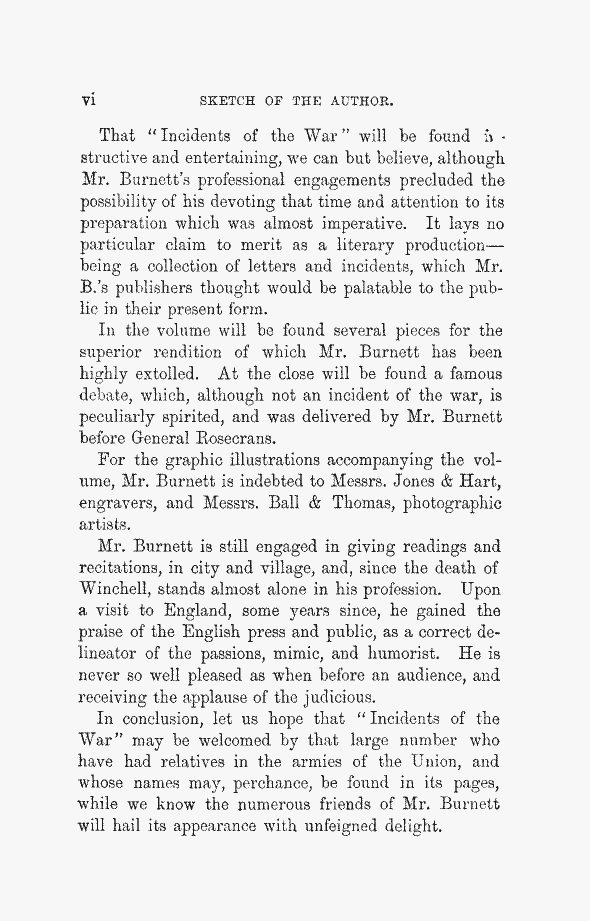 vi SKETCH OF THE AUTHOR.
That “Incidents of the War” will be found
structive and entertaining, we can but believe, although
Mr. Burnett’s professional engagements precluded the
possibility of his devoting that time and attention to its
preparation which was almost imperative. It lays no
particular claim to merit as a literary production—
being a collection of letters and incidents, which Mr.
B.’s publishers thought would be palatable to the pub-
lic in their present form.
In the volume will be found several pieces for the
superior rendition of which Mr. Burnett has been
highly extolled. At the close will be found a famous
debate, which, although not an incident of the war, is
peculiarly spirited, and was delivered by Mr. Burnett
before General Rosecrans.
For the graphic illustrations accompanying the vol-
ume, Mr. Burnett is indebted to Messrs. Jones & Hart,
engravers, and Messrs. Ball & Thomas, photographic
artists.
Mr. Burnett is still engaged in giving readings and
recitations, in city and village, and, since the death of
Winchell, stands almost alone in his profession. Upon
a visit to England, some years since, he gained the
praise of the English press and public, as a correct de-
lineator of the passions, mimic, and humorist. He is
never so well pleased as when before an audience, and
receiving the applause of the judicious.
In conclusion, let us hope that “Incidents of the
War” may be welcomed by that large number who
have had relatives in the armies of the Union, and
whose names may, perchance, be found in its pages,
while we know the numerous friends of Mr. Burnett
will hail its appearance with unfeigned delight.